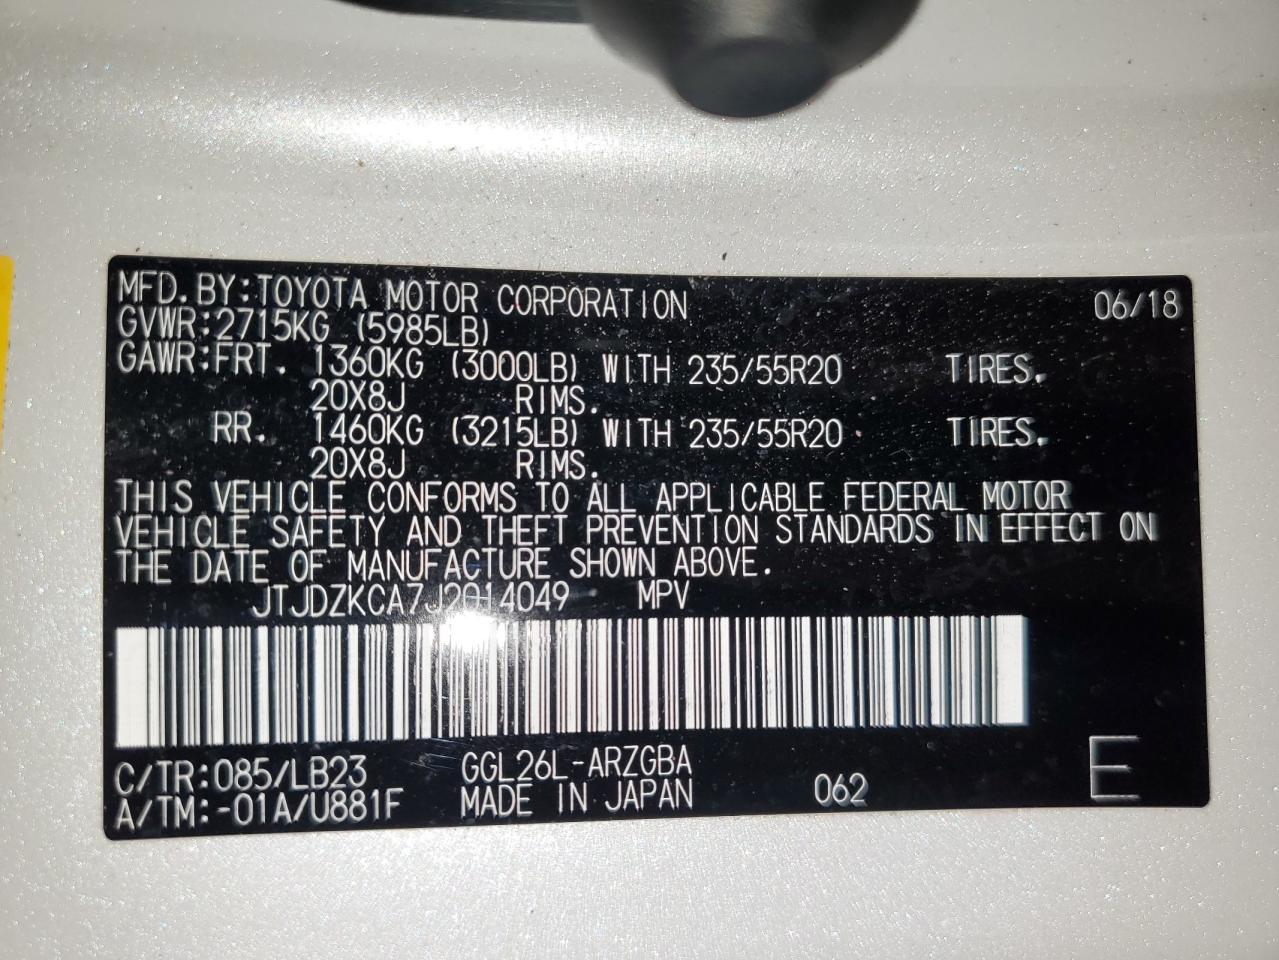 MFD.BY:TOYOTA MOTOR CORPORATION 06/18
GVWR:2715KG (5985LB)
GAWR:FRT. 1360KG (3000LB) WITH 235/55R20 TIRES.
20X8J RIMS.
RR. 1460KG (3215LB) WITH 235/55R20 TIRES.
20X8J RIMS.
THIS VEHICLE CONFORMS TO ALL APPLICABLE FEDERAL MOTOR
VEHICLE SAFETY AND THEFT PREVENTION STANDARDS IN EFFECT ON
THE DATE OF MANUFACTURE SHOWN ABOVE.
JTJDZKCA7J2014049 MPV
C/TR:085/LB23 GGL26L-ARZGBA
A/TM:-01A/U881F MADE IN JAPAN 062 E